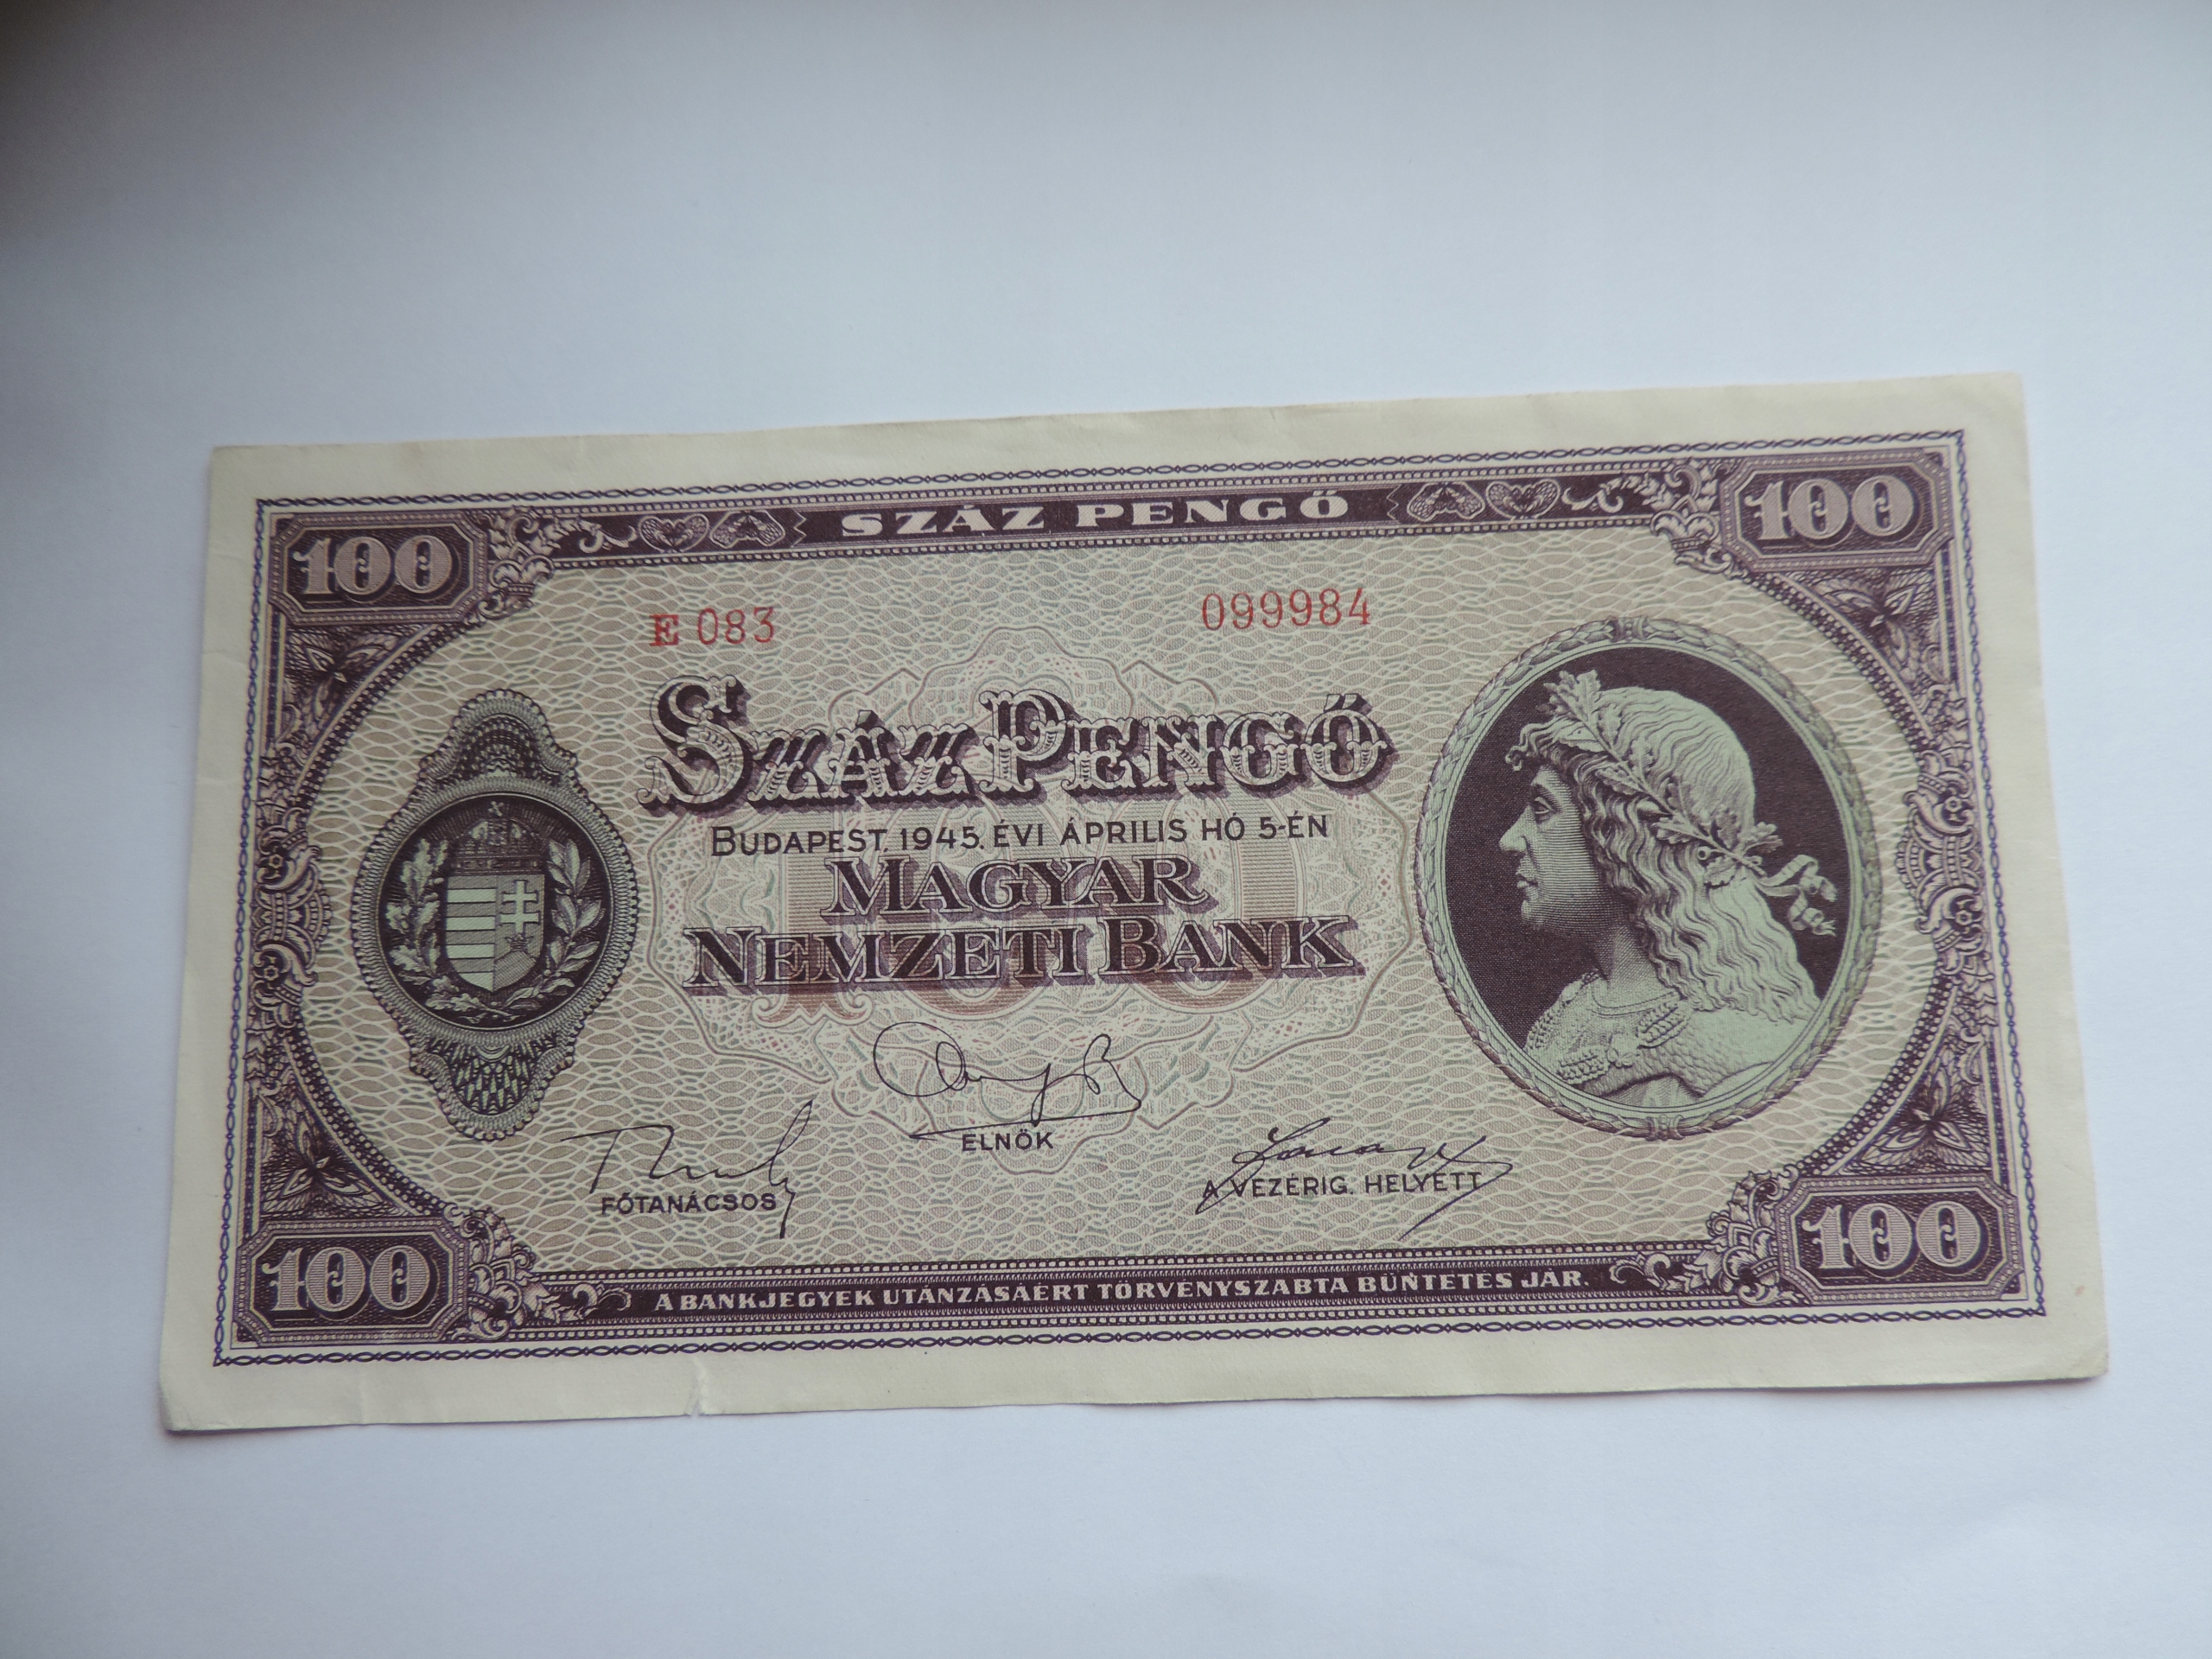 100 SZÁZ PENGŐ 100
E 083 099984
SZÁZ PENGŐ
BUDAPEST. 1945. ÉVI ÁPRILIS HÓ 5-ÉN
MAGYAR
NEMZETI BANK
100
ELNÖK
FŐTANÁCSOS
A VEZÉRIG. HELYETT
100 A BANKJEGYEK UTÁNZÁSÁÉRT TÖRVÉNYSZABTA BÜNTETÉS JÁR. 100